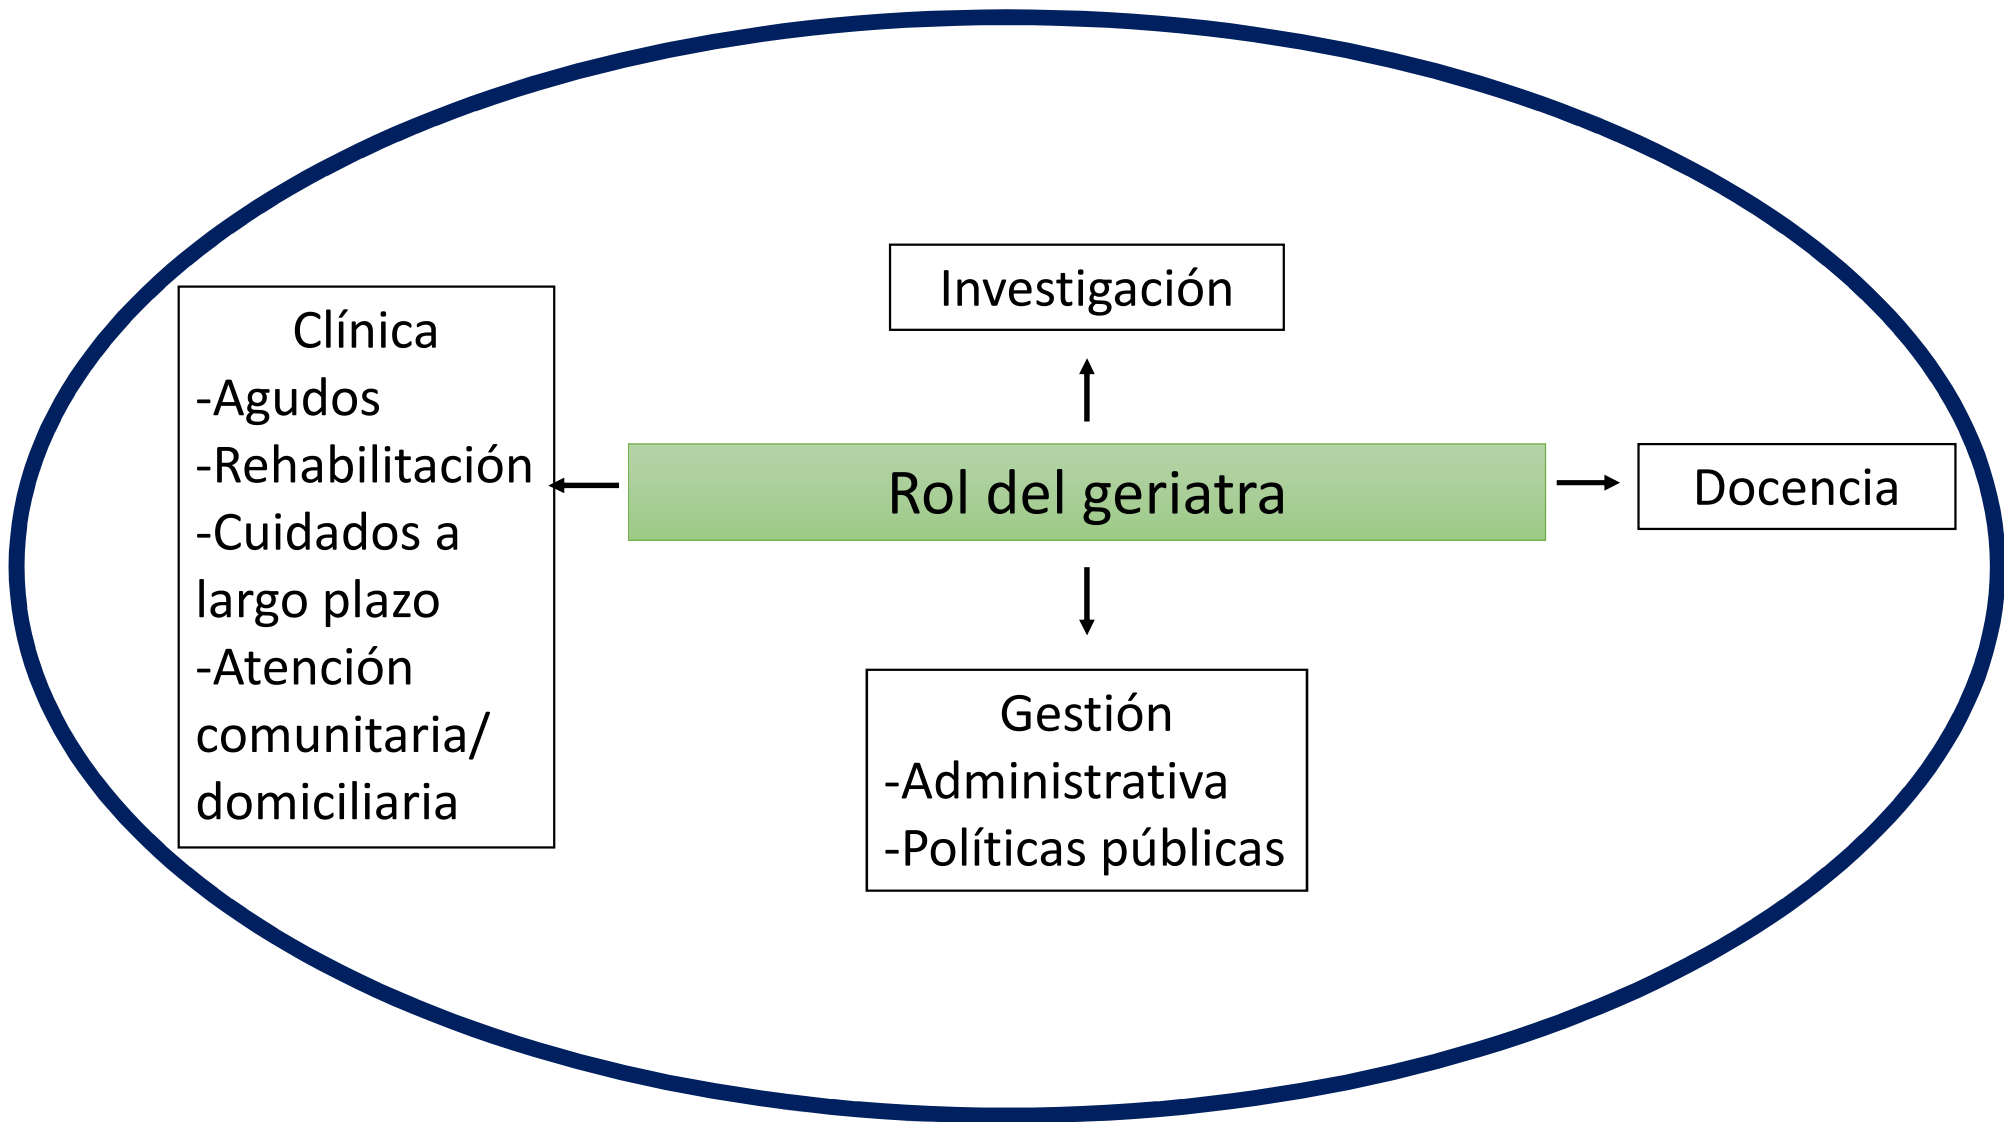 Investigación
Clínica
-Agudos
-Rehabilitación
-Cuidados a
largo plazo
-Atención
comunitaria/
domiciliaria
Rol del geriatra
Docencia
Gestión
-Administrativa
-Políticas públicas